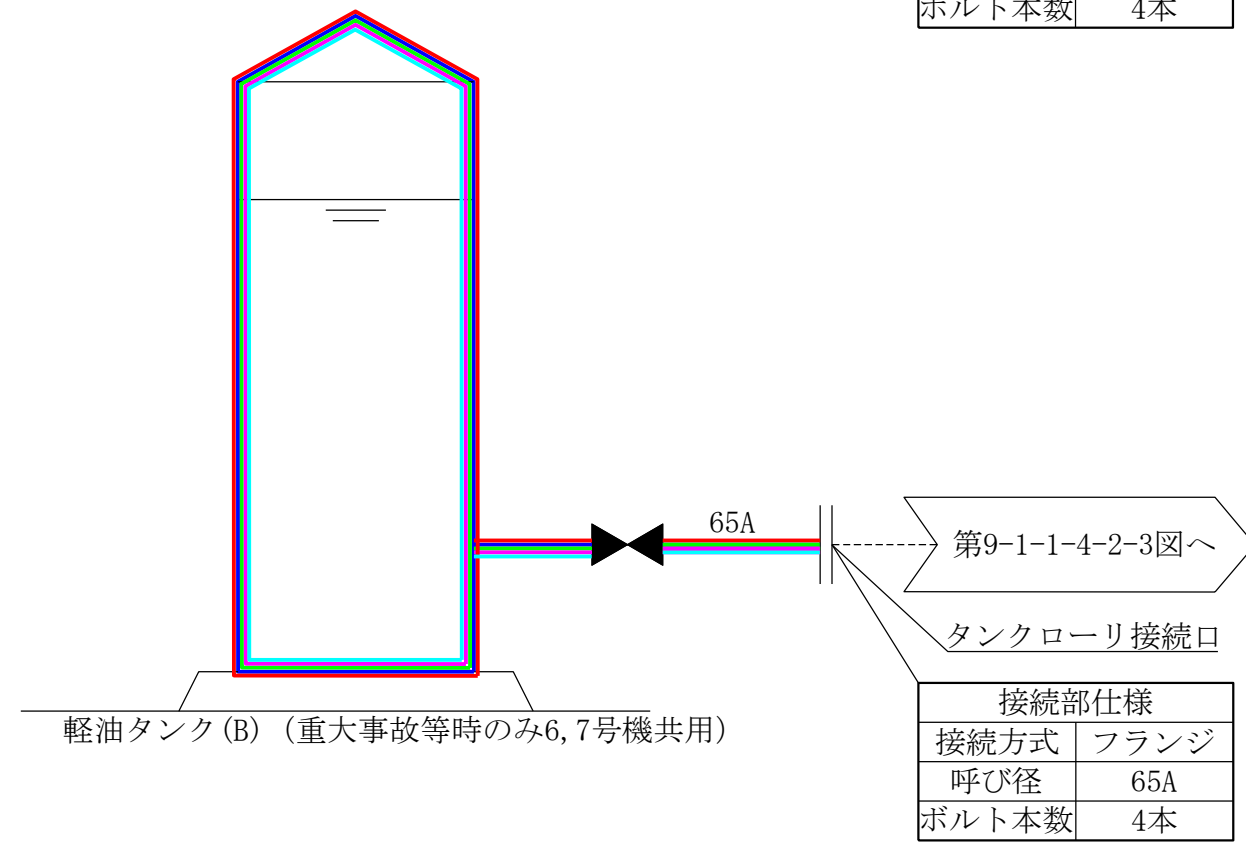 ボルト本数 4本
65A
第9-1-1-4-2-3図へ
タンクローリ接続口
接続部仕様
接続方式 フランジ
呼び径 65A
ボルト本数 4本
軽油タンク(B) (重大事故等時のみ6,7号機共用)